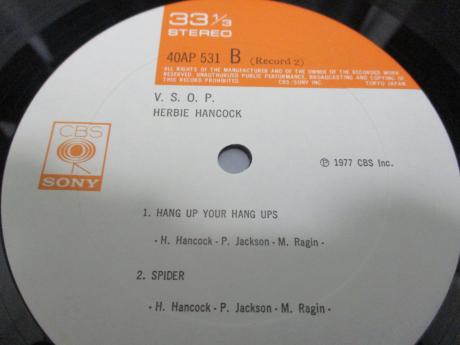 33 1/3
STEREO
40AP 531 B (Record 2)
ALL RIGHTS OF THE MANUFACTURER AND OF THE OWNER OF THE RECORDED WORK
RESERVED. UNAUTHORIZED PUBLIC PERFORMANCE, BROADCASTING AND COPYING OF
THIS RECORD PROHIBITED. CBS/SONY INC. TOKYO JAPAN
V. S. O. P.
HERBIE HANCOCK
CBS
SONY
℗ 1977 CBS Inc.
1. HANG UP YOUR HANG UPS
- H. Hancock - P. Jackson - M. Ragin -
2. SPIDER
- H. Hancock - P. Jackson - M. Ragin -